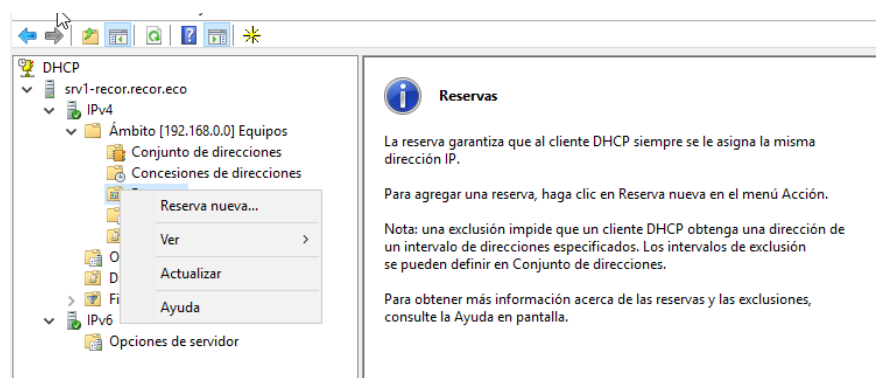 DHCP
srv1-recor.recor.eco
IPv4
Ámbito [192.168.0.0] Equipos
Conjunto de direcciones
Concesiones de direcciones
Reserva nueva...
Ver
O
D
Actualizar
Fi
Ayuda
IPv6
Opciones de servidor
Reservas
La reserva garantiza que al cliente DHCP siempre se le asigna la misma
dirección IP.
Para agregar una reserva, haga clic en Reserva nueva en el menú Acción.
Nota: una exclusión impide que un cliente DHCP obtenga una dirección de
un intervalo de direcciones especificados. Los intervalos de exclusión
se pueden definir en Conjunto de direcciones.
Para obtener más información acerca de las reservas y las exclusiones,
consulte la Ayuda en pantalla.